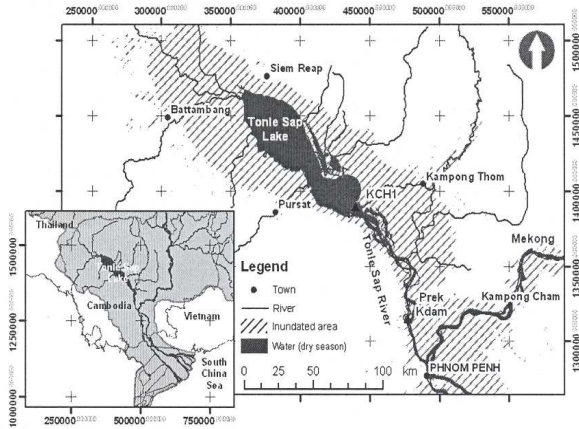 250000 300000 350000 400000 450000 500000 550000
1500000
1450000
1400000
1350000
1300000
Siem Reap
Battambang
Tonle Sap
Lake
Kampong Thom
KCH1
Pursat
Tonle Sap River
Mekong
Prek
Kdam
Kampong Cham
PHNOM PENH
Legend
Town
River
Inundated area
Water (dry season)
0 20 60 100 km
Thailand
Cambodia
Vietnam
South
China
Sea
1500000
1250000
1000000
250000 500000 750000